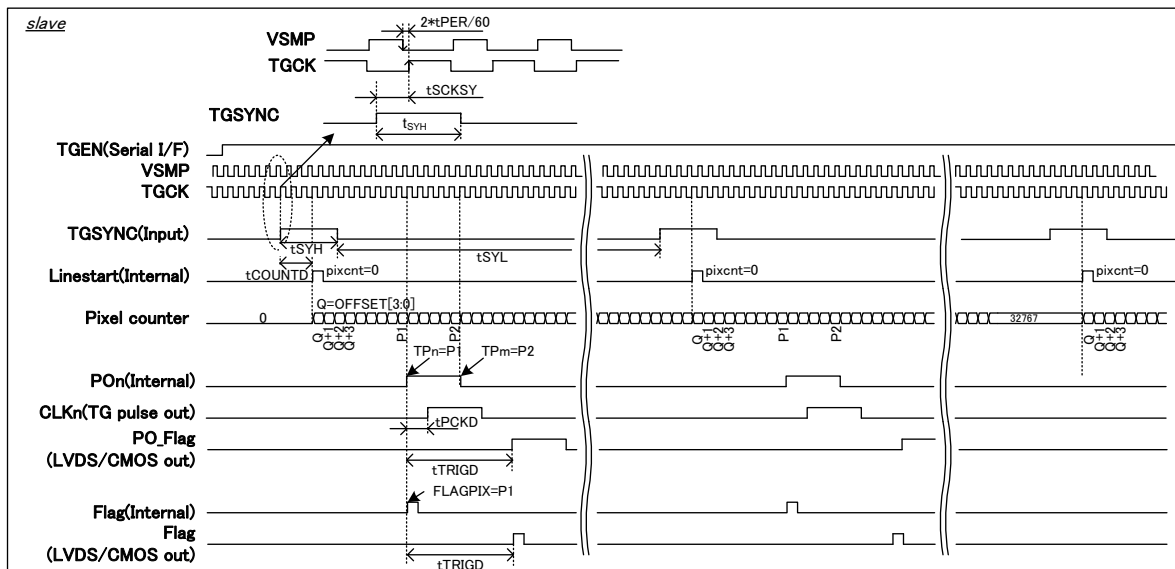 slave
2*tPER/60
VSMP
TGCK
tSCKSY
TGSYNC
tSYH
TGEN(Serial I/F)
VSMP
TGCK
TGSYNC(Input)
tSYH
tSYL
Linestart(Internal)
tCOUNTD
pixcnt=0
pixcnt=0
pixcnt=0
Q=OFFSET[3:0]
Pixel counter
0
32767
Q
Q+1
Q+2
Q+3
P1
P2
Q
Q+1
Q+2
Q+3
P1
P2
Q
Q+1
Q+2
Q+3
TPn=P1
TPm=P2
POn(Internal)
CLKn(TG pulse out)
tPCKD
PO_Flag
(LVDS/CMOS out)
tTRIGD
FLAGPIX=P1
Flag(Internal)
Flag
(LVDS/CMOS out)
tTRIGD